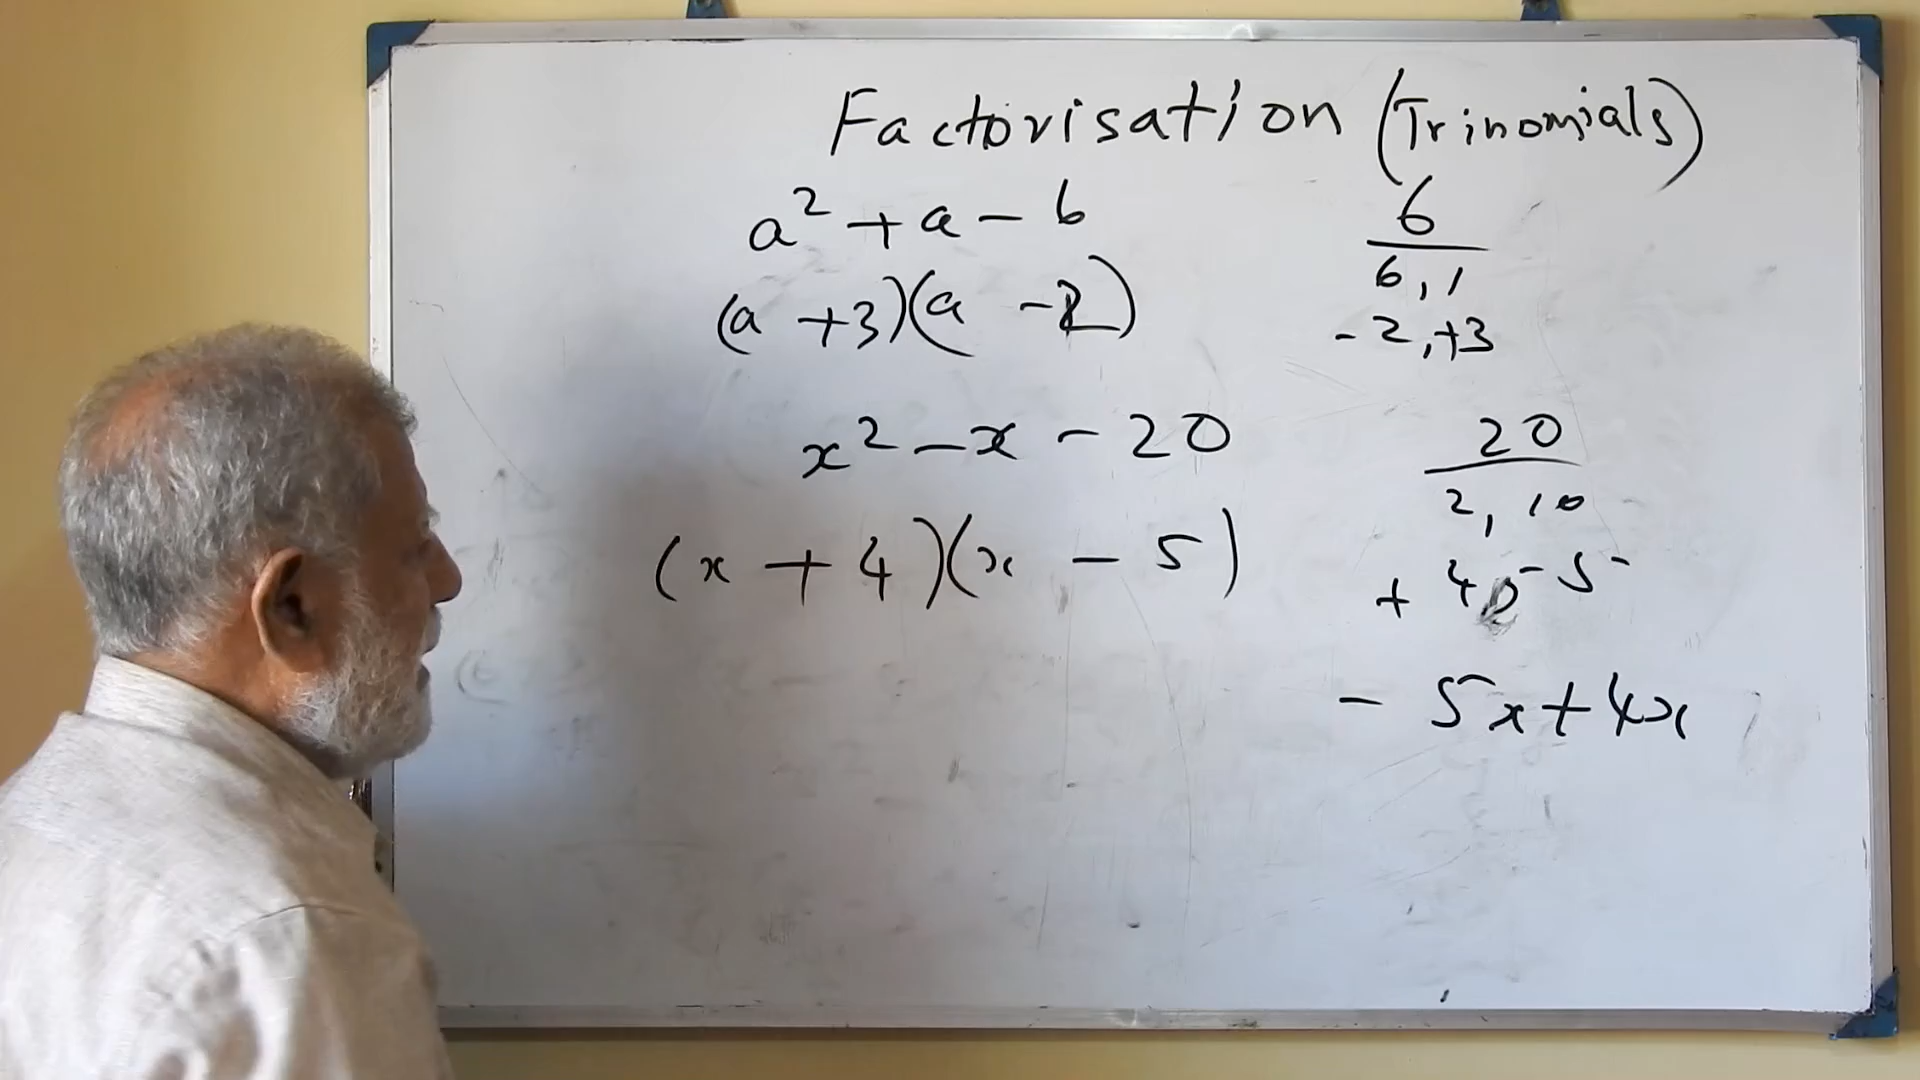 Factorisation (Trinomials)
a² + a - 6
(a + 3)(a - 2)
6
6, 1
- 2, +3
x² - x - 20
(x + 4)(x - 5)
20
2, 10
+ 4, - 5
- 5x + 4x